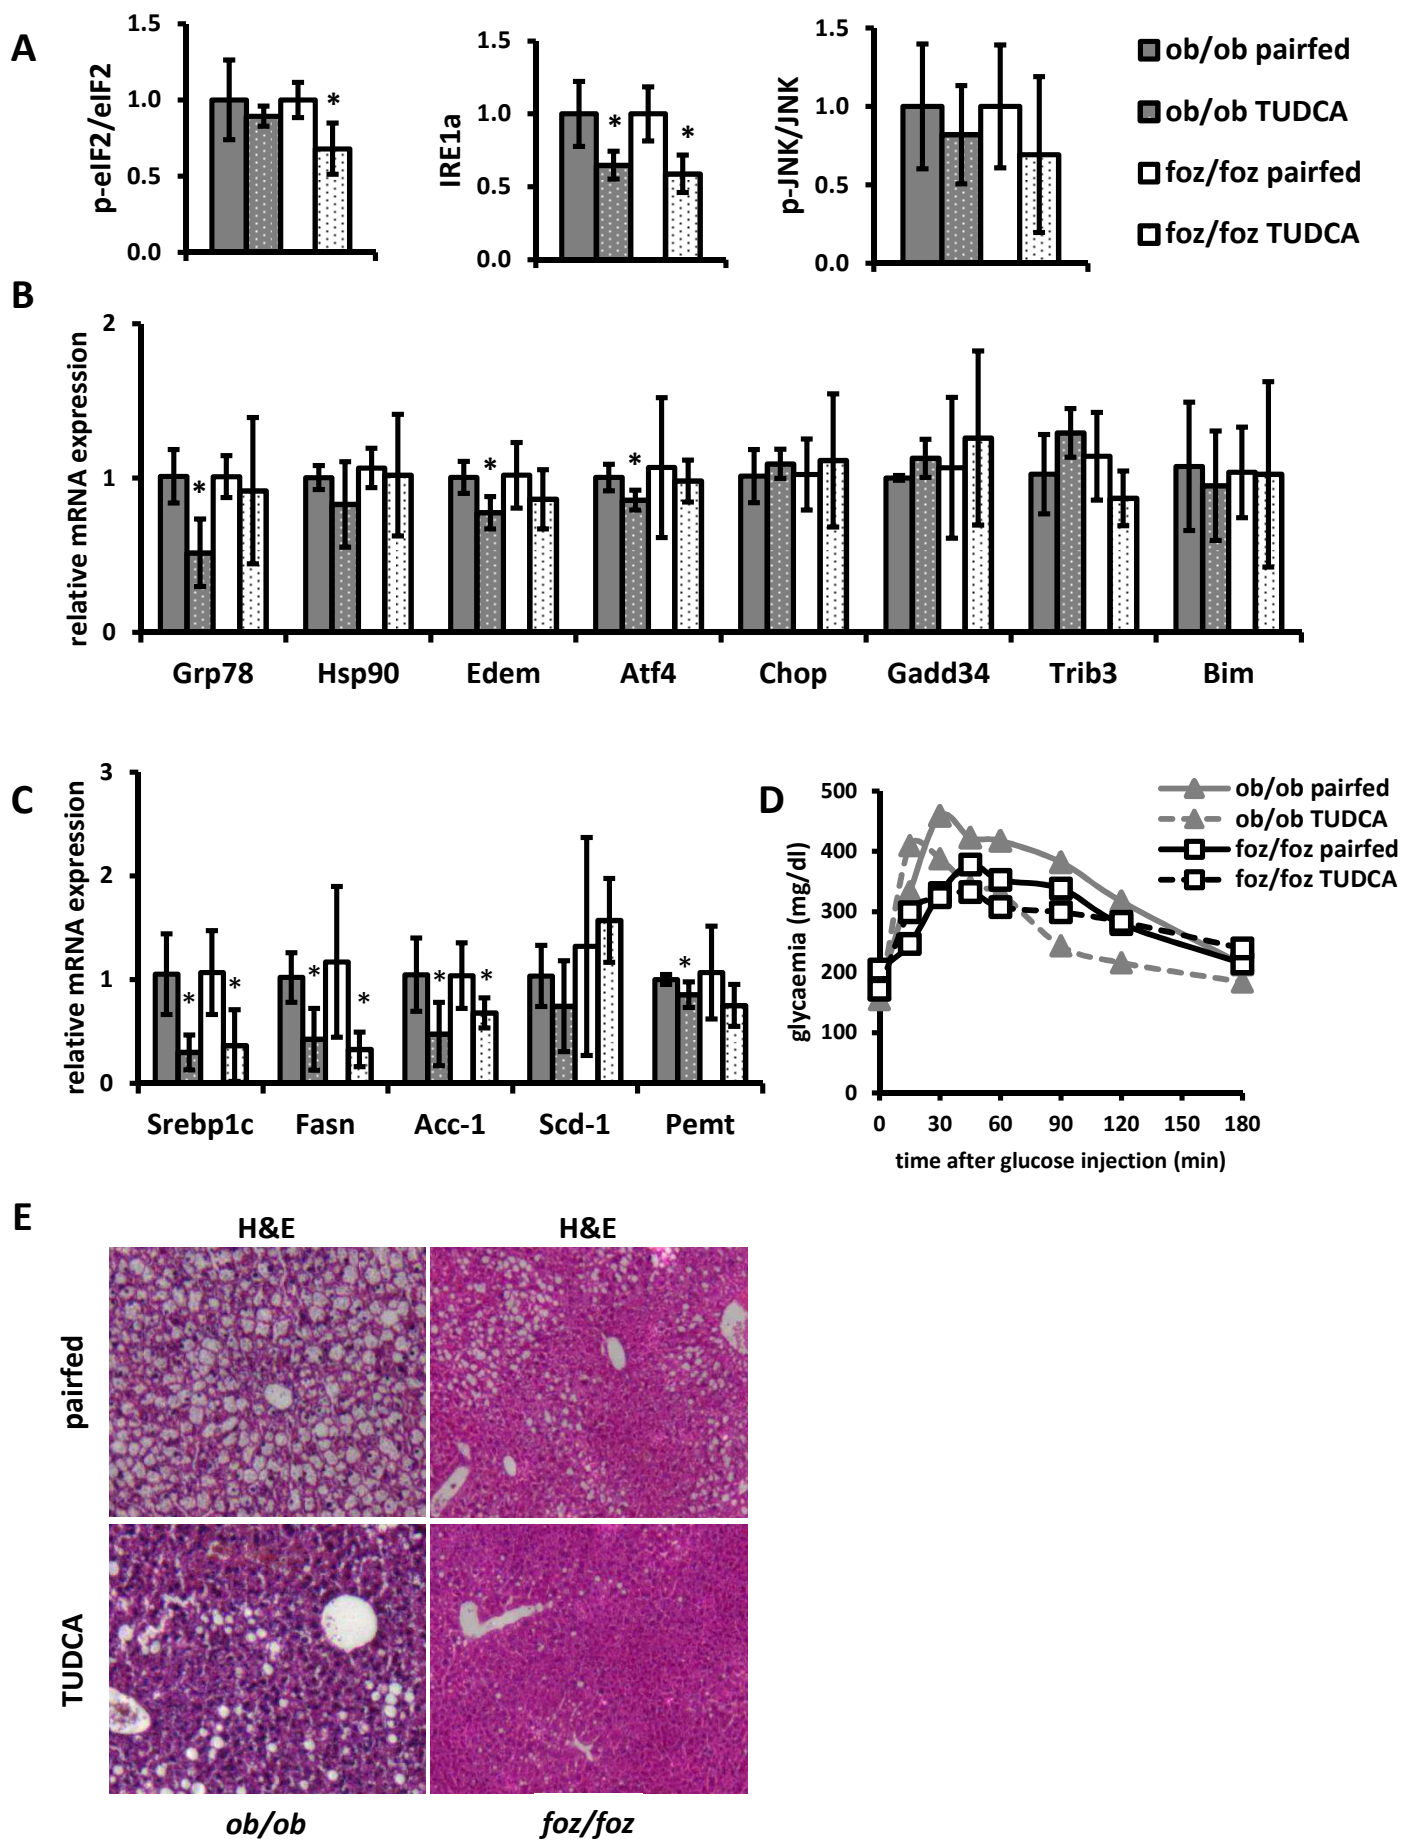 A
p-eIF2/eIF2
1.5
1.0
0.5
0.0
*
IRE1a
1.5
1.0
0.5
0.0
*
*
p-JNK/JNK
1.5
1.0
0.5
0.0
ob/ob pairfed
ob/ob TUDCA
foz/foz pairfed
foz/foz TUDCA
B
relative mRNA expression
2
1
0
*
*
*
Grp78 Hsp90 Edem Atf4 Chop Gadd34 Trib3 Bim
C
relative mRNA expression
3
2
1
0
* * * * * * *
Srebp1c Fasn Acc-1 Scd-1 Pemt
D
glycaemia (mg/dl)
500
400
300
200
100
0
0 30 60 90 120 150 180
time after glucose injection (min)
ob/ob pairfed
ob/ob TUDCA
foz/foz pairfed
foz/foz TUDCA
E
H&E H&E
pairfed
TUDCA
ob/ob foz/foz